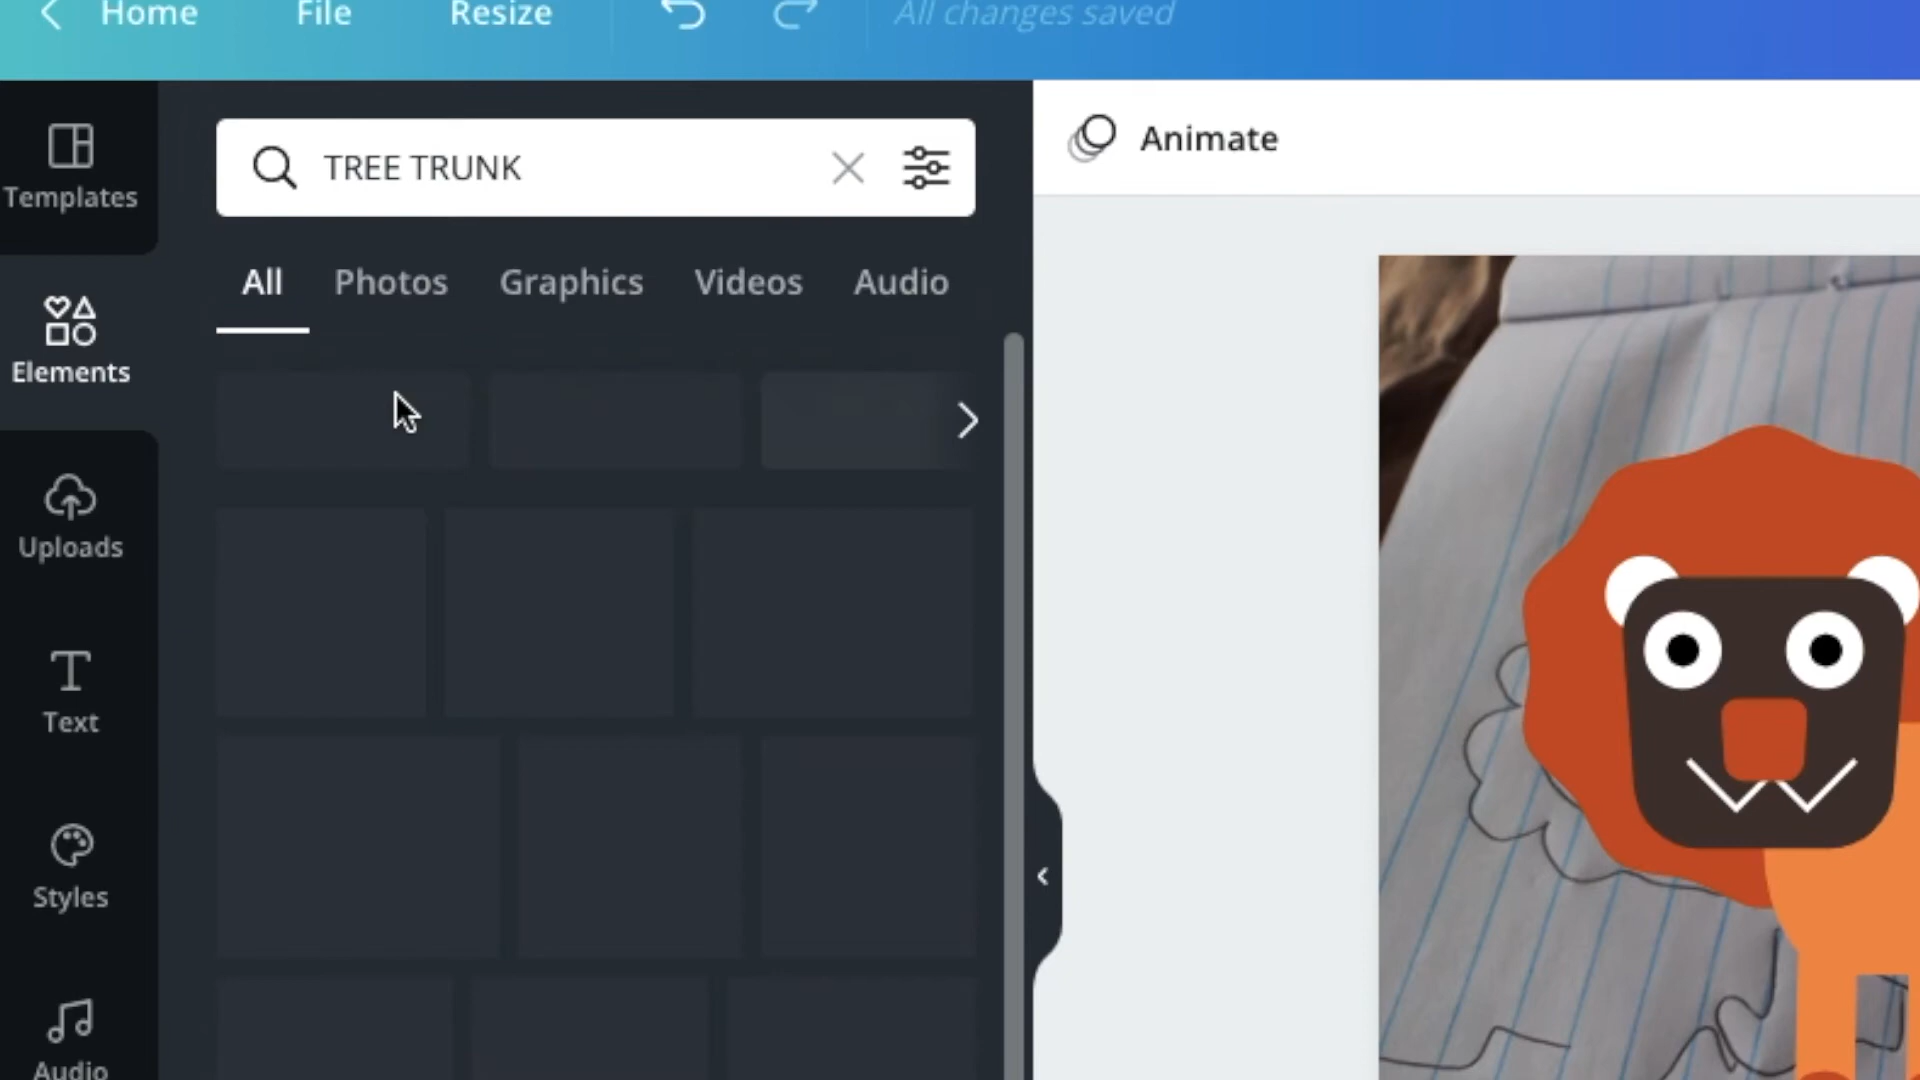 Home File Resize All changes saved
Templates
TREE TRUNK
Animate
All Photos Graphics Videos Audio
Elements
Uploads
Text
Styles
Audio